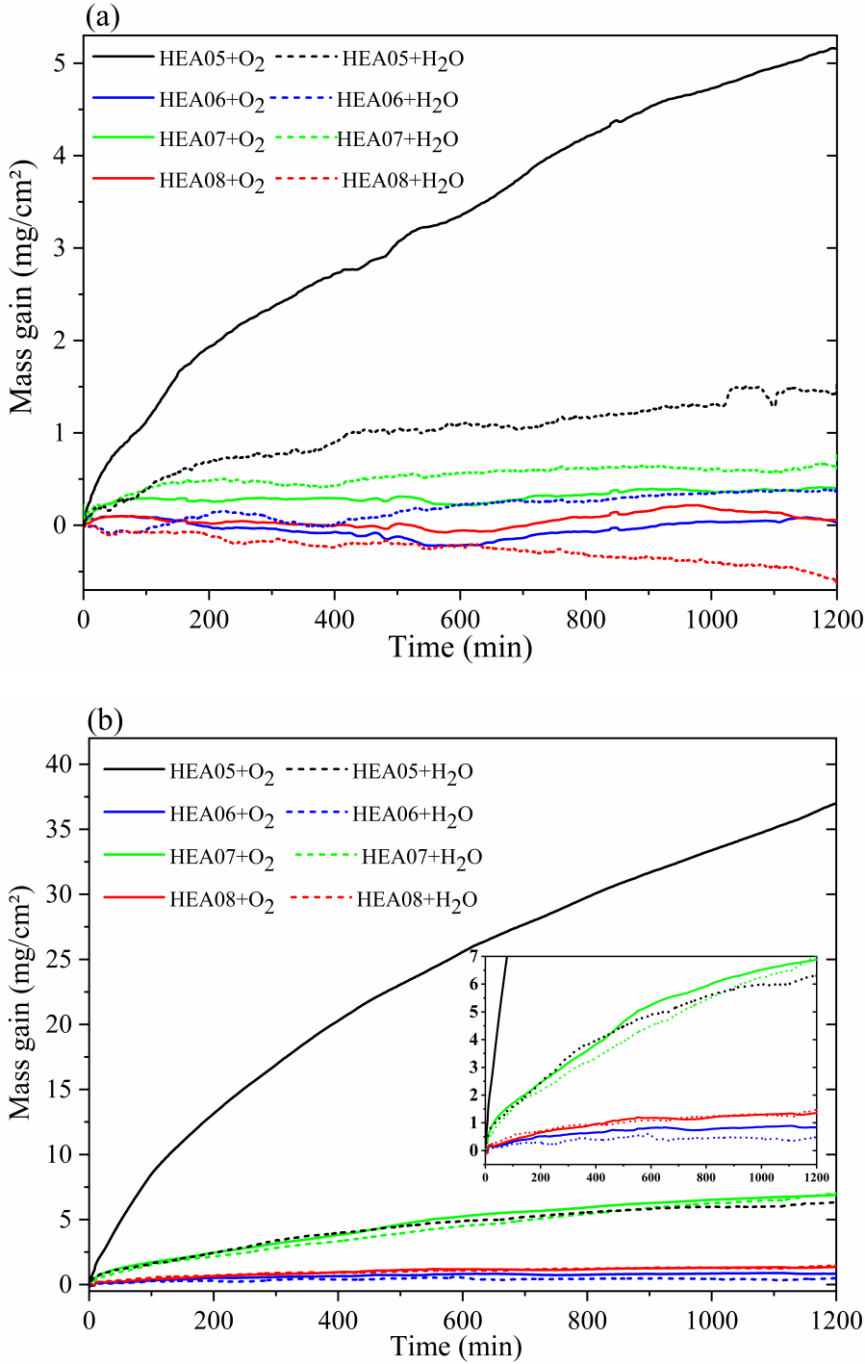 (a)
5
4
3
2
1
0
Mass gain (mg/cm²)
HEA05+O₂ HEA05+H₂O
HEA06+O₂ HEA06+H₂O
HEA07+O₂ HEA07+H₂O
HEA08+O₂ HEA08+H₂O
0 200 400 600 800 1000 1200
Time (min)
(b)
40
35
30
25
20
15
10
5
0
Mass gain (mg/cm²)
HEA05+O₂ HEA05+H₂O
HEA06+O₂ HEA06+H₂O
HEA07+O₂ HEA07+H₂O
HEA08+O₂ HEA08+H₂O
7
6
5
4
3
2
1
0
0 200 400 600 800 1000 1200
0 200 400 600 800 1000 1200
Time (min)